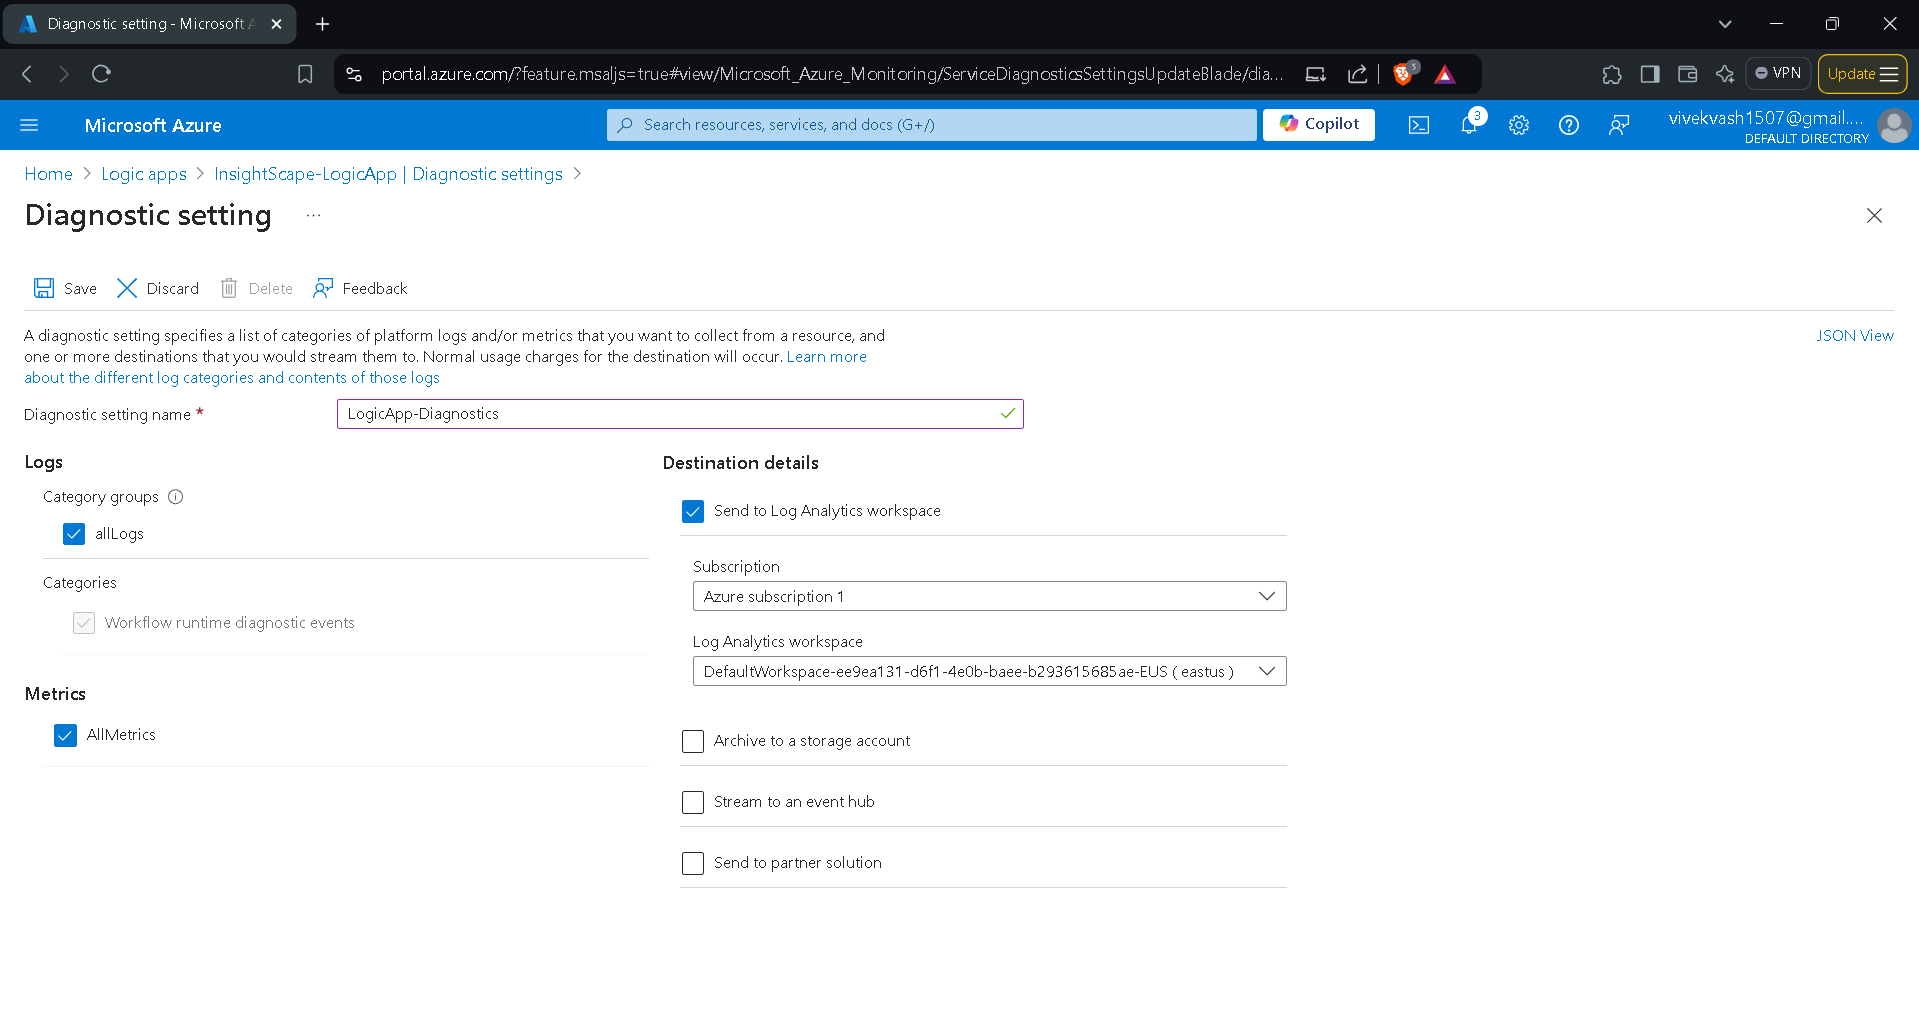 Diagnostic setting - Microsoft A
portal.azure.com/?feature.msaljs=true#view/Microsoft_Azure_Monitoring/ServiceDiagnosticsSettingsUpdateBlade/dia...
5
VPN
Update
Microsoft Azure
Search resources, services, and docs (G+/)
Copilot
3
vivekvash1507@gmail....
DEFAULT DIRECTORY
Home > Logic apps > InsightScape-LogicApp | Diagnostic settings >
Diagnostic setting ...
Save
Discard
Delete
Feedback
A diagnostic setting specifies a list of categories of platform logs and/or metrics that you want to collect from a resource, and
one or more destinations that you would stream them to. Normal usage charges for the destination will occur. Learn more
about the different log categories and contents of those logs
JSON View
Diagnostic setting name *
LogicApp-Diagnostics
Logs
Category groups
allLogs
Categories
Workflow runtime diagnostic events
Metrics
AllMetrics
Destination details
Send to Log Analytics workspace
Subscription
Azure subscription 1
Log Analytics workspace
DefaultWorkspace-ee9ea131-d6f1-4e0b-baee-b293615685ae-EUS ( eastus )
Archive to a storage account
Stream to an event hub
Send to partner solution